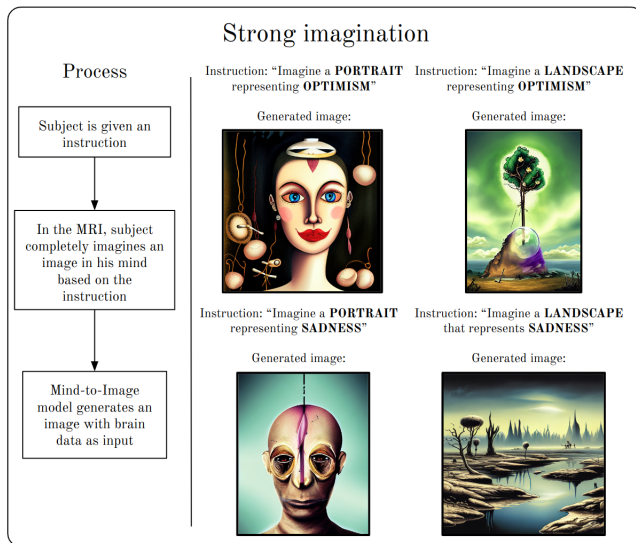 Strong imagination
Process
Subject is given an
instruction
In the MRI, subject
completely imagines an
image in his mind
based on the
instruction
Mind-to-Image
model generates an
image with brain
data as input
Instruction: “Imagine a PORTRAIT
representing OPTIMISM”
Generated image:
Instruction: “Imagine a LANDSCAPE
representing OPTIMISM”
Generated image:
Instruction: “Imagine a PORTRAIT
representing SADNESS”
Generated image:
Instruction: “Imagine a LANDSCAPE
that represents SADNESS”
Generated image: